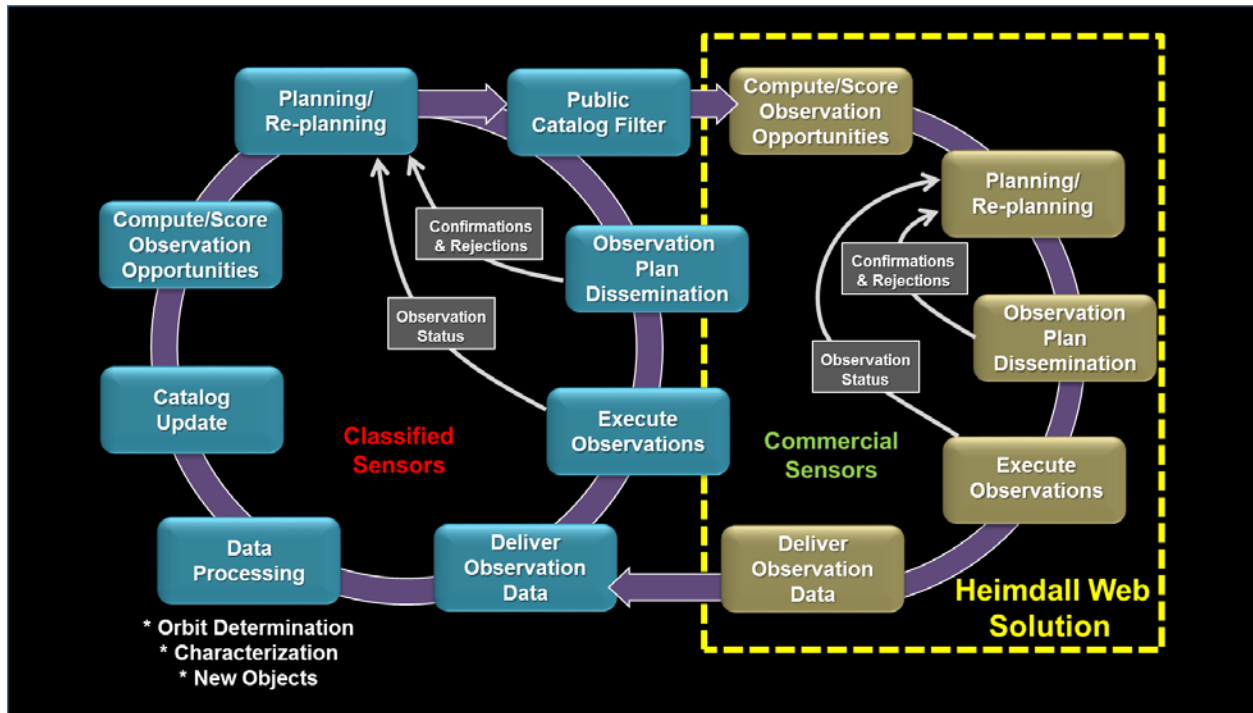 Planning/
Re-planning
Public
Catalog Filter
Compute/Score
Observation
Opportunities
Planning/
Re-planning
Confirmations
& Rejections
Compute/Score
Observation
Opportunities
Observation
Plan
Dissemination
Confirmations
& Rejections
Observation
Status
Observation
Plan
Dissemination
Observation
Status
Catalog
Update
Classified
Sensors
Execute
Observations
Commercial
Sensors
Execute
Observations
Data
Processing
Deliver
Observation
Data
Deliver
Observation
Data
Heimdall Web
Solution
* Orbit Determination
* Characterization
* New Objects